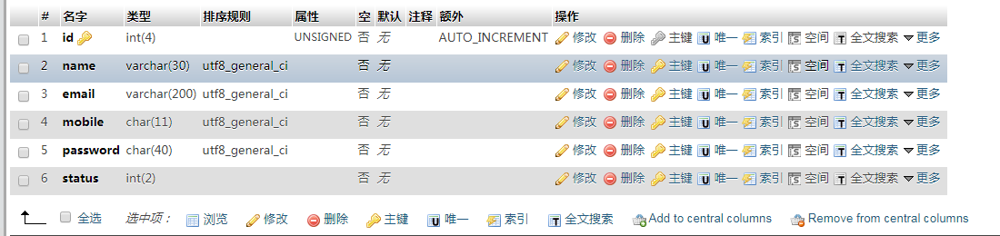 # 名字 类型 排序规则 属性 空 默认 注释 额外 操作
1 id int(4) UNSIGNED 否 无 AUTO_INCREMENT 修改 删除 主键 唯一 索引 空间 全文搜索 更多
2 name varchar(30) utf8_general_ci 否 无 修改 删除 主键 唯一 索引 空间 全文搜索 更多
3 email varchar(200) utf8_general_ci 否 无 修改 删除 主键 唯一 索引 空间 全文搜索 更多
4 mobile char(11) utf8_general_ci 否 无 修改 删除 主键 唯一 索引 空间 全文搜索 更多
5 password char(40) utf8_general_ci 否 无 修改 删除 主键 唯一 索引 空间 全文搜索 更多
6 status int(2) 否 无 修改 删除 主键 唯一 索引 空间 全文搜索 更多
全选 选中项： 浏览 修改 删除 主键 唯一 索引 全文搜索 Add to central columns Remove from central columns